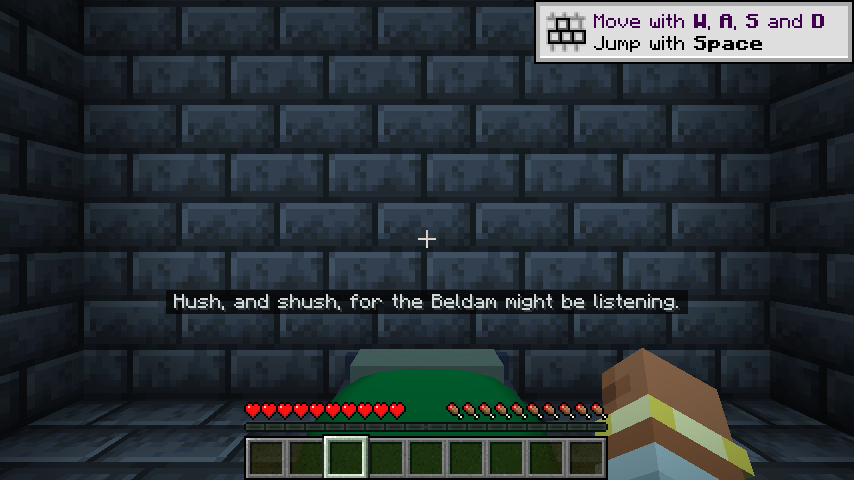 Move with W, A, S and D
Jump with Space
Hush, and shush, for the Beldam might be listening.